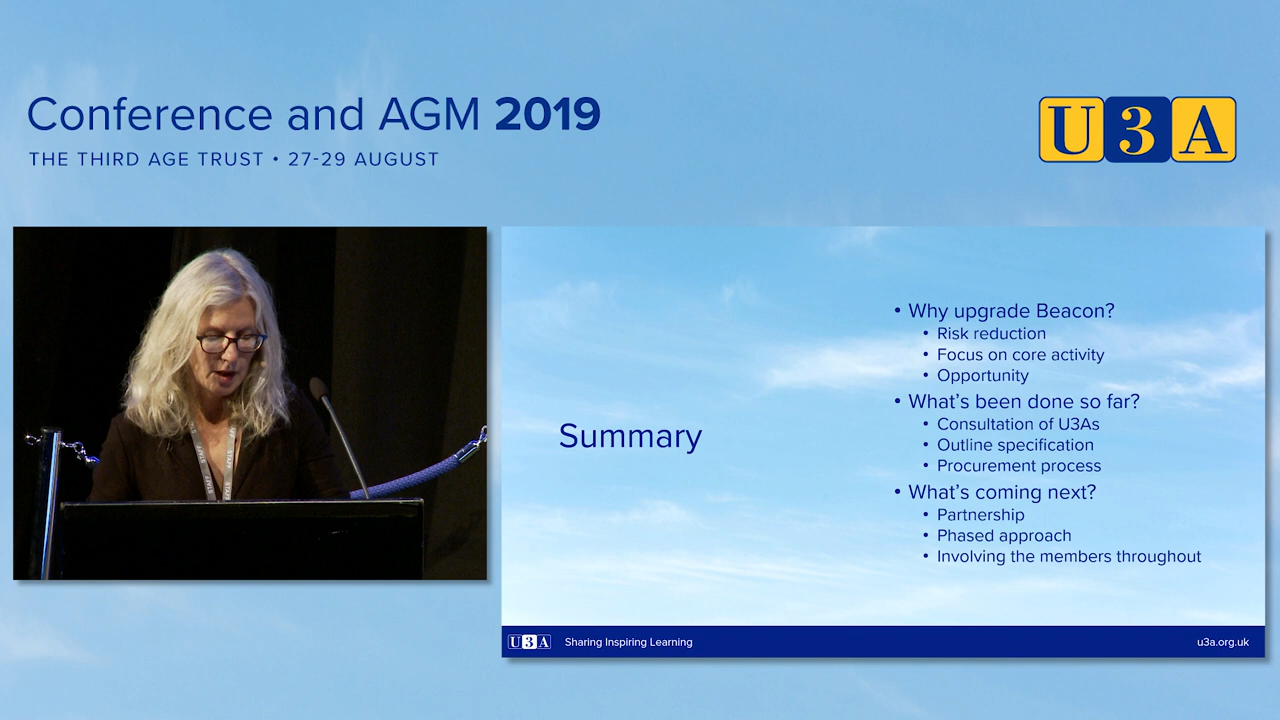 Conference and AGM 2019
THE THIRD AGE TRUST • 27-29 AUGUST
U3A
STAFF
STAFF
Summary
• Why upgrade Beacon?
• Risk reduction
• Focus on core activity
• Opportunity
• What's been done so far?
• Consultation of U3As
• Outline specification
• Procurement process
• What's coming next?
• Partnership
• Phased approach
• Involving the members throughout
U3A Sharing Inspiring Learning
u3a.org.uk